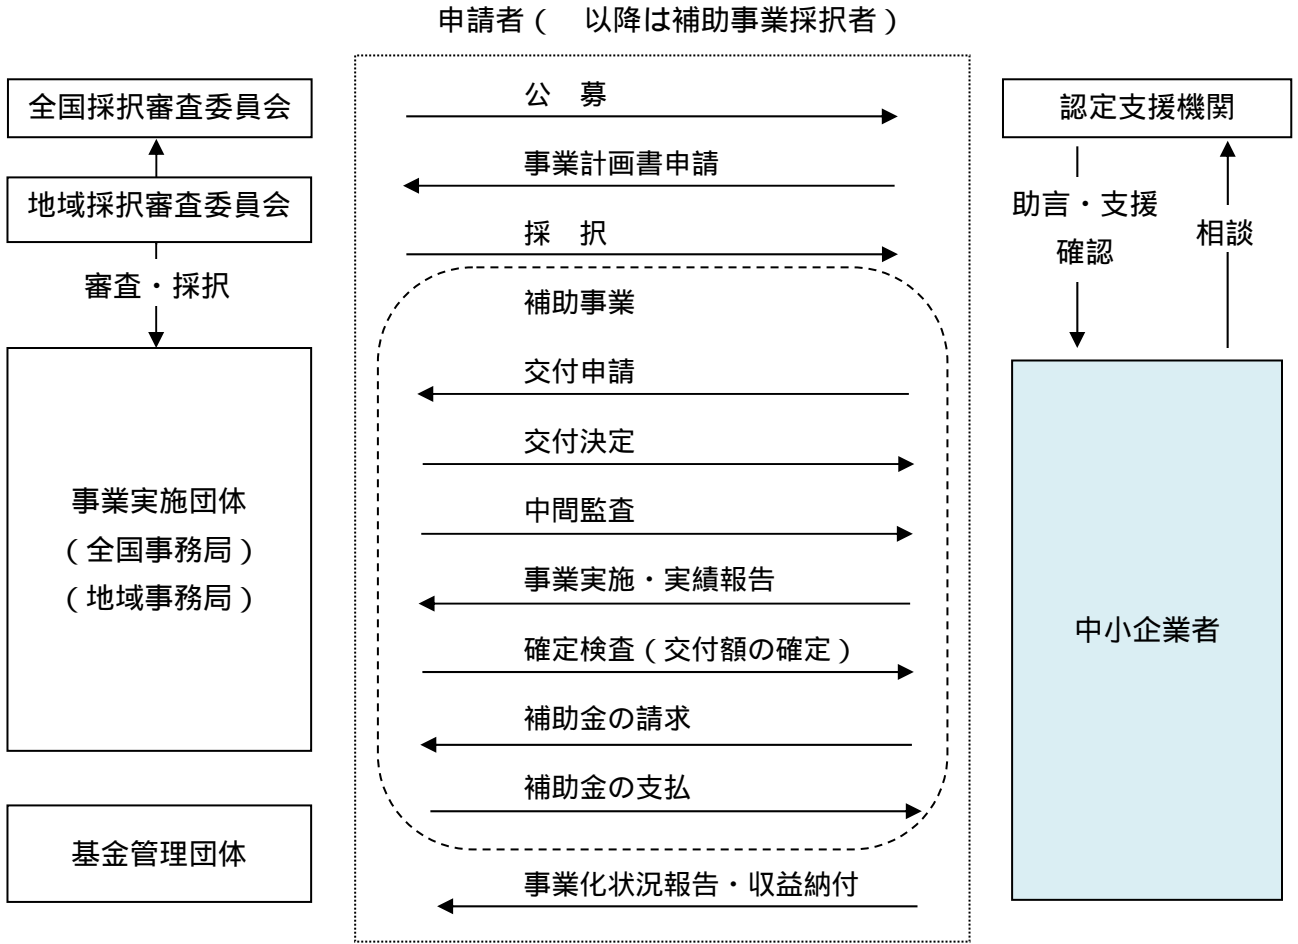 申請者(　以降は補助事業採択者)
全国採択審査委員会
地域採択審査委員会
審査・採択
事業実施団体
(全国事務局)
(地域事務局)
基金管理団体
公　募
事業計画書申請
採　択
補助事業
交付申請
交付決定
中間監査
事業実施・実績報告
確定検査(交付額の確定)
補助金の請求
補助金の支払
事業化状況報告・収益納付
認定支援機関
助言・支援
確認
相談
中小企業者